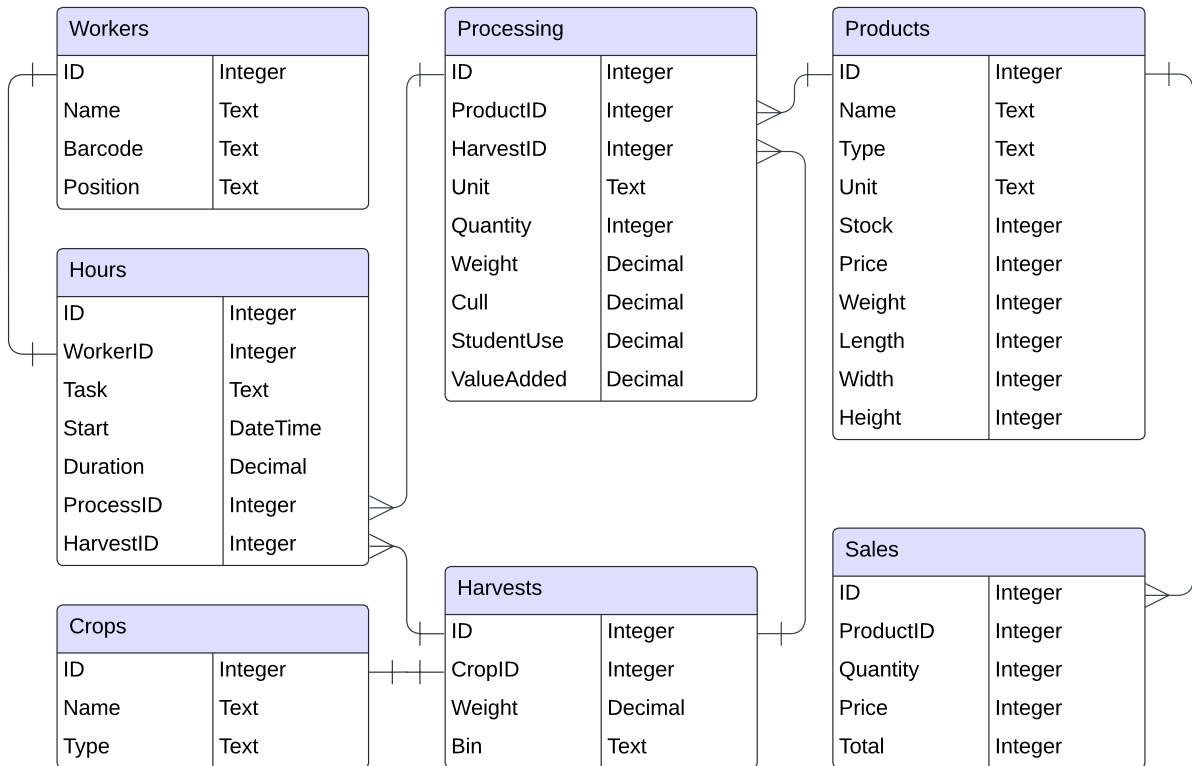 Workers
ID Integer
Name Text
Barcode Text
Position Text
Hours
ID Integer
WorkerID Integer
Task Text
Start DateTime
Duration Decimal
ProcessID Integer
HarvestID Integer
Crops
ID Integer
Name Text
Type Text
Processing
ID Integer
ProductID Integer
HarvestID Integer
Unit Text
Quantity Integer
Weight Decimal
Cull Decimal
StudentUse Decimal
ValueAdded Decimal
Harvests
ID Integer
CropID Integer
Weight Decimal
Bin Text
Products
ID Integer
Name Text
Type Text
Unit Text
Stock Integer
Price Integer
Weight Integer
Length Integer
Width Integer
Height Integer
Sales
ID Integer
ProductID Integer
Quantity Integer
Price Integer
Total Integer